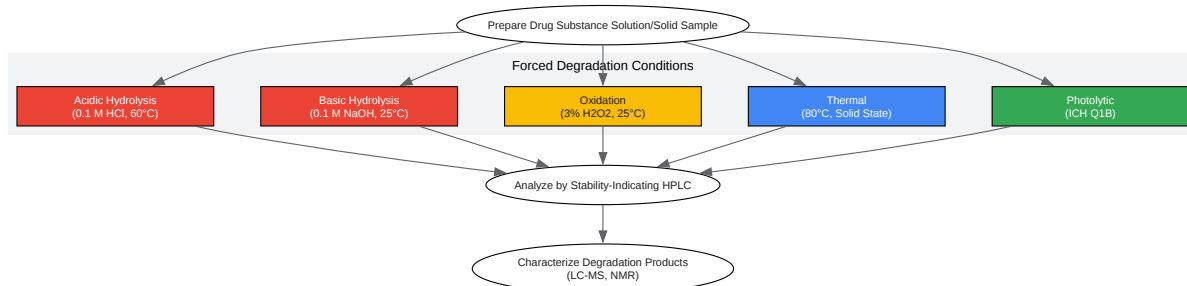 Prepare Drug Substance Solution/Solid Sample
Forced Degradation Conditions
Acidic Hydrolysis
(0.1 M HCl, 60°C)
Basic Hydrolysis
(0.1 M NaOH, 25°C)
Oxidation
(3% H2O2, 25°C)
Thermal
(80°C, Solid State)
Photolytic
(ICH Q1B)
Analyze by Stability-Indicating HPLC
Characterize Degradation Products
(LC-MS, NMR)